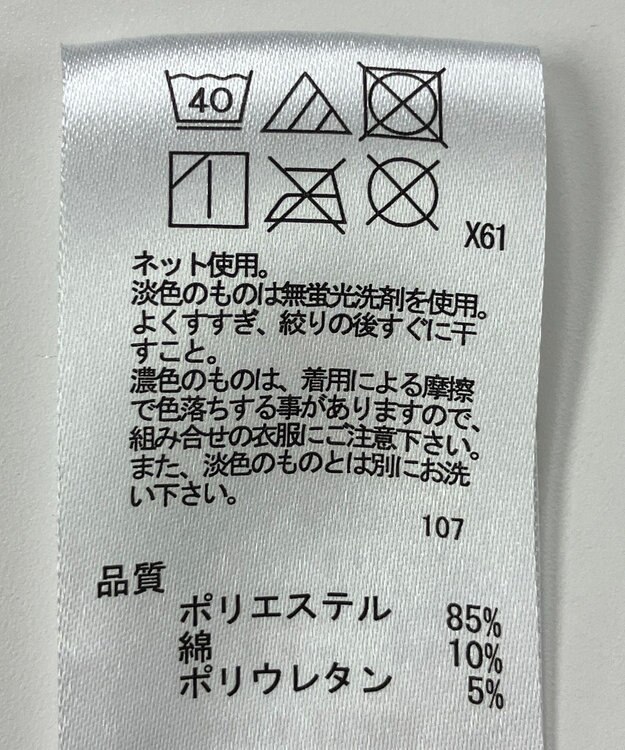 40
X61
ネット使用。
淡色のものは無蛍光洗剤を使用。
よくすすぎ、絞りの後すぐに干
すこと。
濃色のものは、着用による摩擦
で色落ちする事がありますので、
組み合せの衣服にご注意下さい。
また、淡色のものとは別にお洗
い下さい。
107
品質
ポリエステル 85%
綿 10%
ポリウレタン 5%